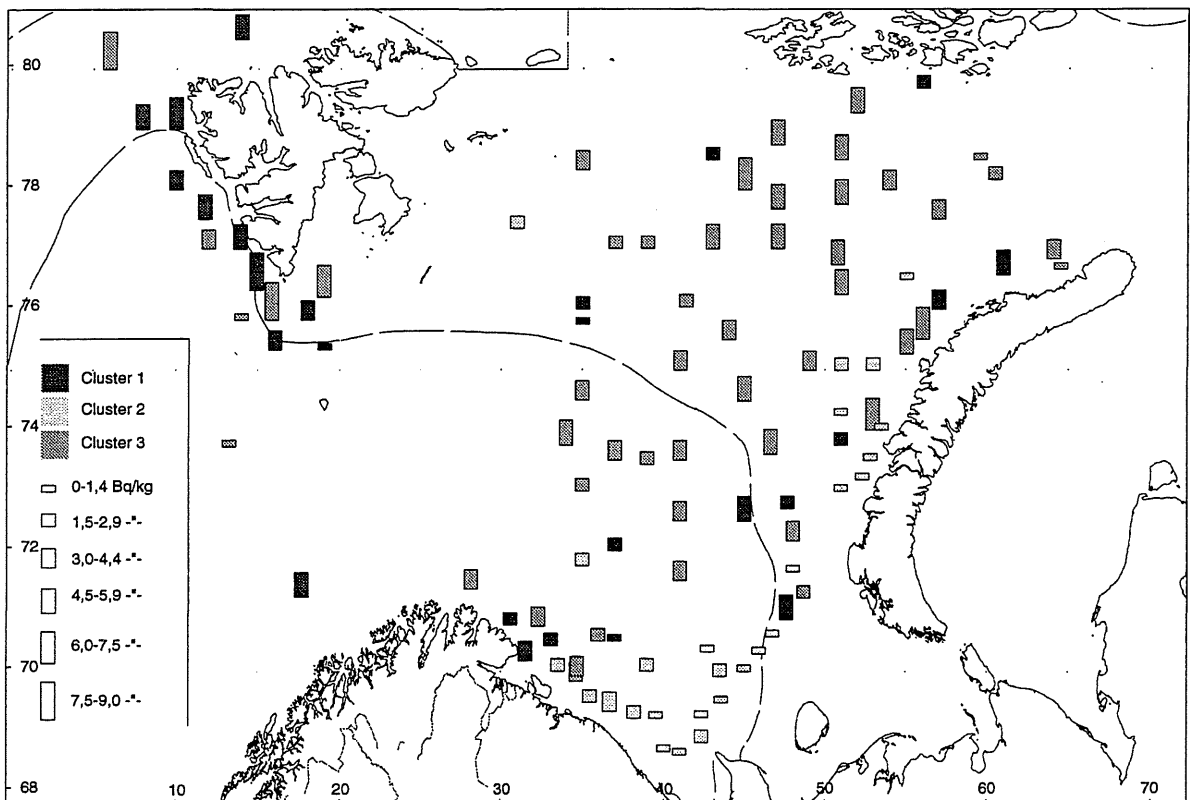 80
78
76
Cluster 1
Cluster 2
Cluster 3
74
0-1,4 Bq/kg
1,5-2,9 -"-
72
3,0-4,4 -"-
4,5-5,9 -"-
6,0-7,5 -"-
70
7,5-9,0 -"-
68
10 20 30 40 50 60 70